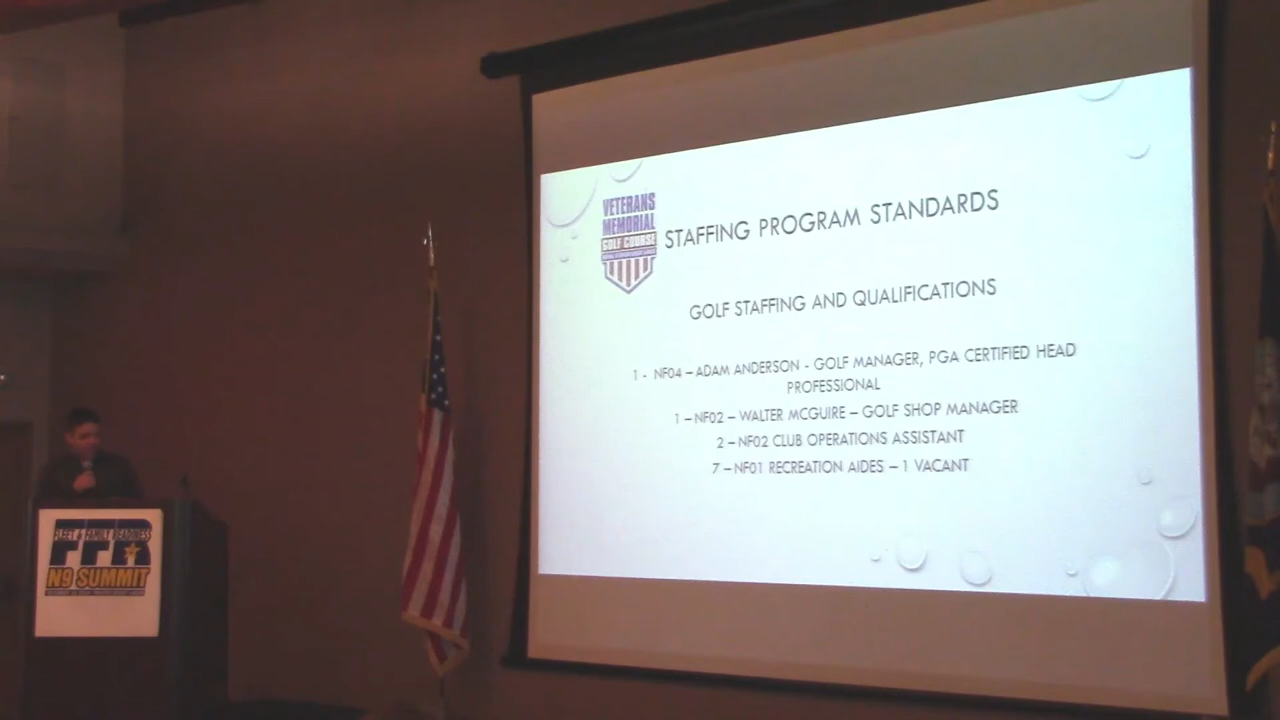 VETERANS
MEMORIAL
GOLF COURSE
STAFFING PROGRAM STANDARDS
GOLF STAFFING AND QUALIFICATIONS
1 - NF04 – ADAM ANDERSON - GOLF MANAGER, PGA CERTIFIED HEAD
PROFESSIONAL
1 – NF02 – WALTER MCGUIRE – GOLF SHOP MANAGER
2 – NF02 CLUB OPERATIONS ASSISTANT
7 – NF01 RECREATION AIDES – 1 VACANT
FLEET & FAMILY READINESS
FFR
N9 SUMMIT